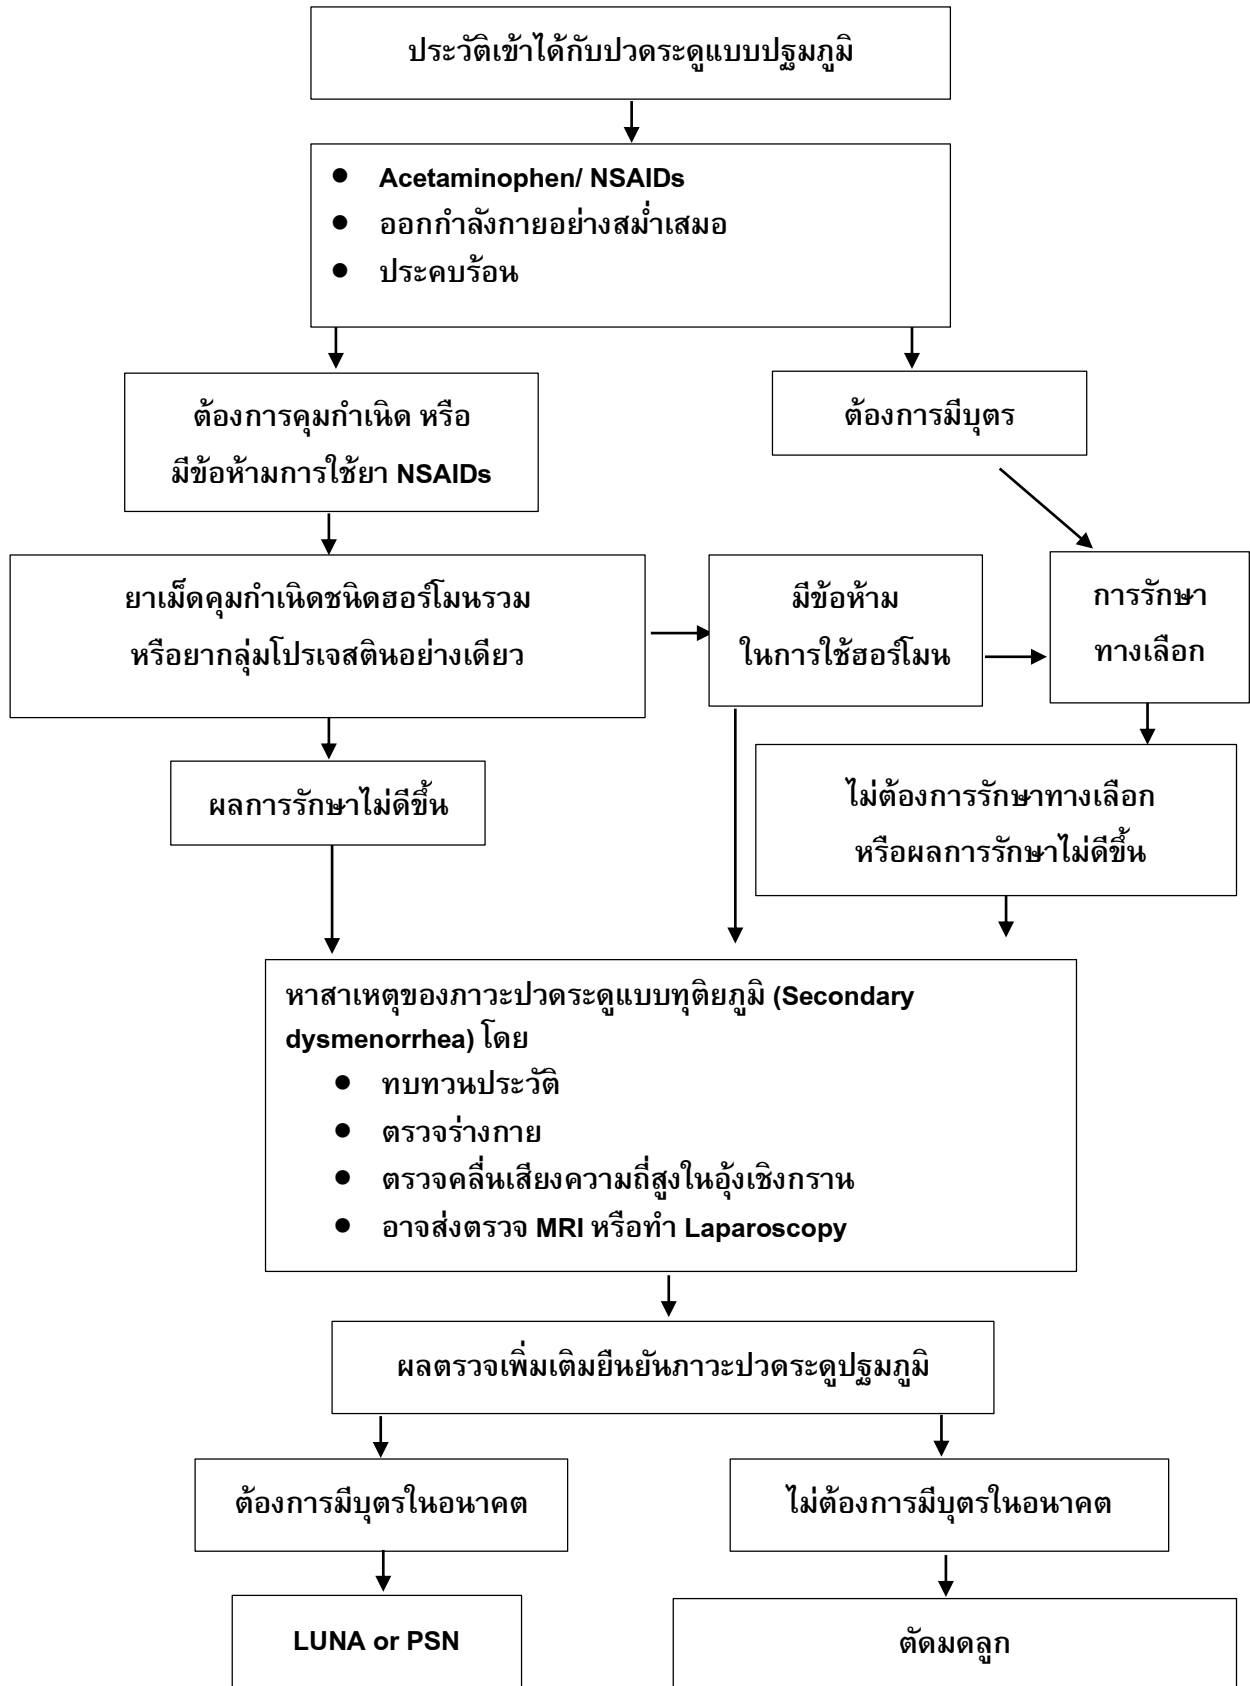 ประวัติเข้าได้กับปวดระดูแบบปฐมภูมิ
● Acetaminophen/ NSAIDs
● ออกกำลังกายอย่างสม่ำเสมอ
● ประคบร้อน
ต้องการคุมกำเนิด หรือ
มีข้อห้ามการใช้ยา NSAIDs
ต้องการมีบุตร
ยาเม็ดคุมกำเนิดชนิดฮอร์โมนรวม
หรือยากลุ่มโปรเจสตินอย่างเดียว
มีข้อห้าม
ในการใช้ฮอร์โมน
การรักษา
ทางเลือก
ผลการรักษาไม่ดีขึ้น
ไม่ต้องการรักษาทางเลือก
หรือผลการรักษาไม่ดีขึ้น
หาสาเหตุของภาวะปวดระดูแบบทุติยภูมิ (Secondary
dysmenorrhea) โดย
● ทบทวนประวัติ
● ตรวจร่างกาย
● ตรวจคลื่นเสียงความถี่สูงในอุ้งเชิงกราน
● อาจส่งตรวจ MRI หรือทำ Laparoscopy
ผลตรวจเพิ่มเติมยืนยันภาวะปวดระดูปฐมภูมิ
ต้องการมีบุตรในอนาคต
ไม่ต้องการมีบุตรในอนาคต
LUNA or PSN
ตัดมดลูก